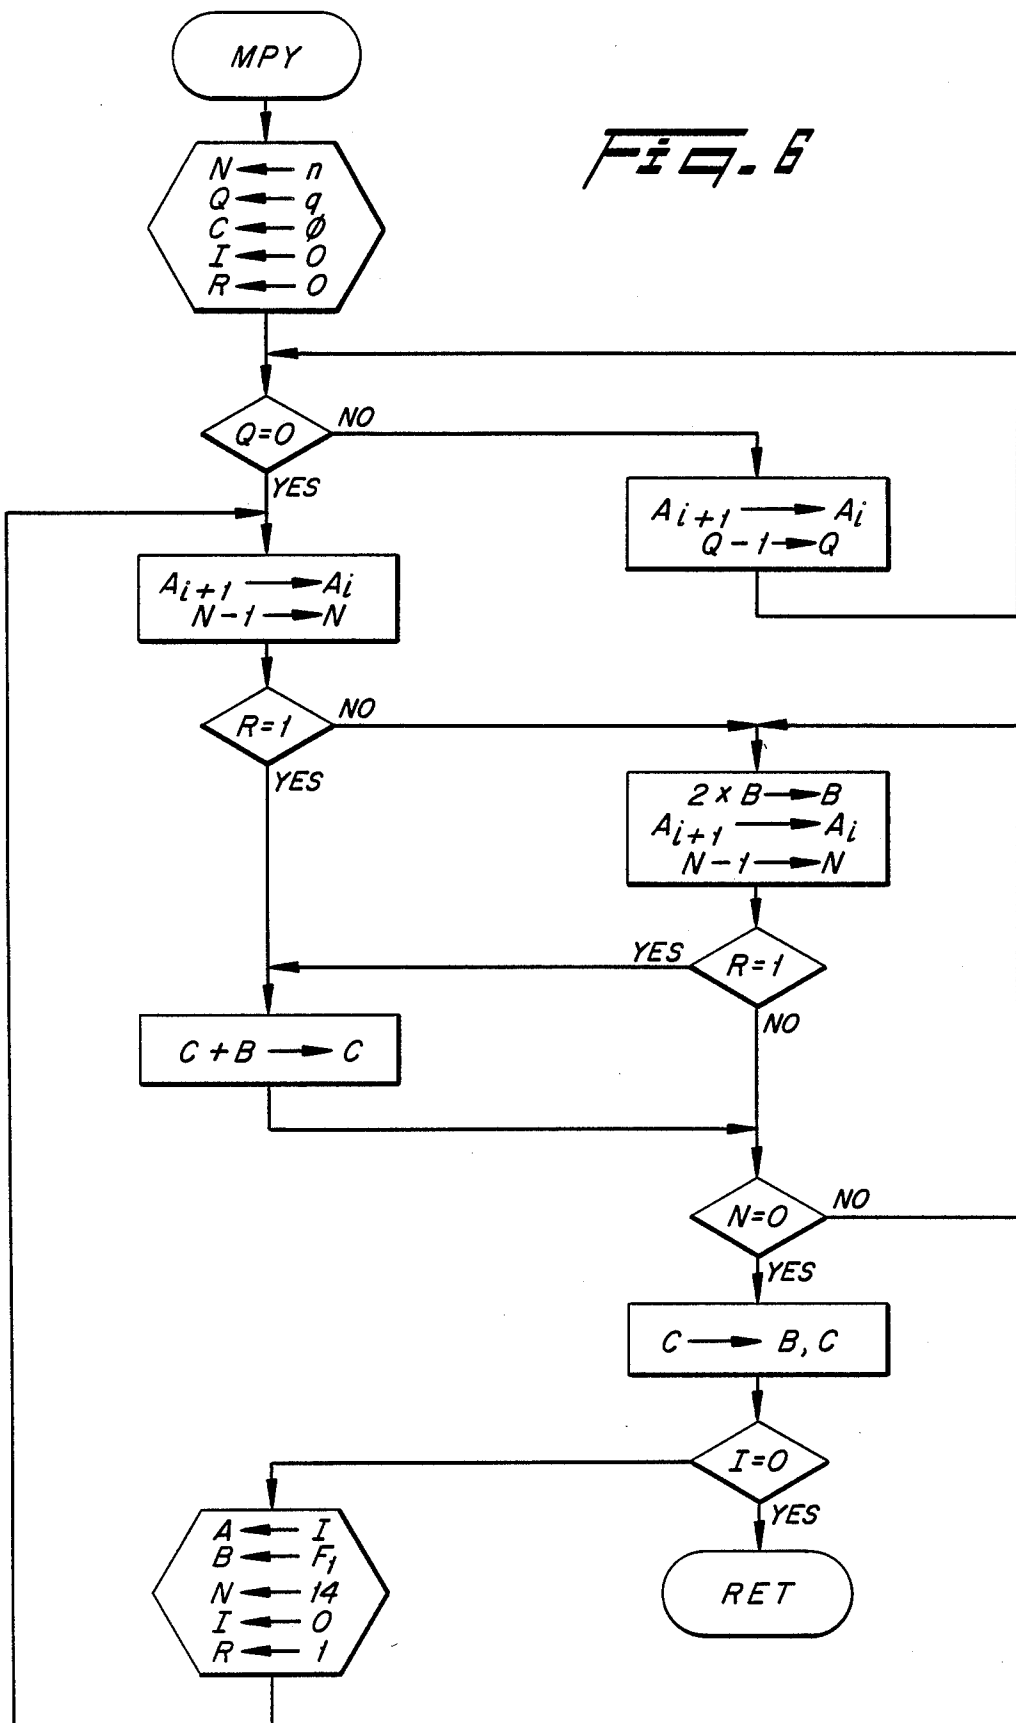 MPY
Fig. 6
N ← n
Q ← q
C ← Ø
I ← 0
R ← 0
Q=0
NO
YES
Ai+1 → Ai
Q-1 → Q
Ai+1 → Ai
N-1 → N
R=1
NO
YES
2 × B → B
Ai+1 → Ai
N-1 → N
R=1
YES
NO
C + B → C
N=0
NO
YES
C → B, C
I=0
YES
A ← I
B ← F1
N ← 14
I ← 0
R ← 1
RET